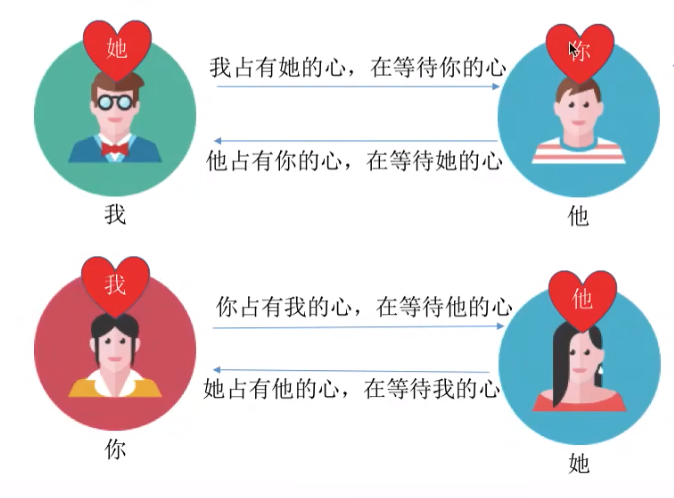 她
你
我占有她的心，在等待你的心
他占有你的心，在等待她的心
我
他
我
他
你占有我的心，在等待他的心
她占有他的心，在等待我的心
你
她